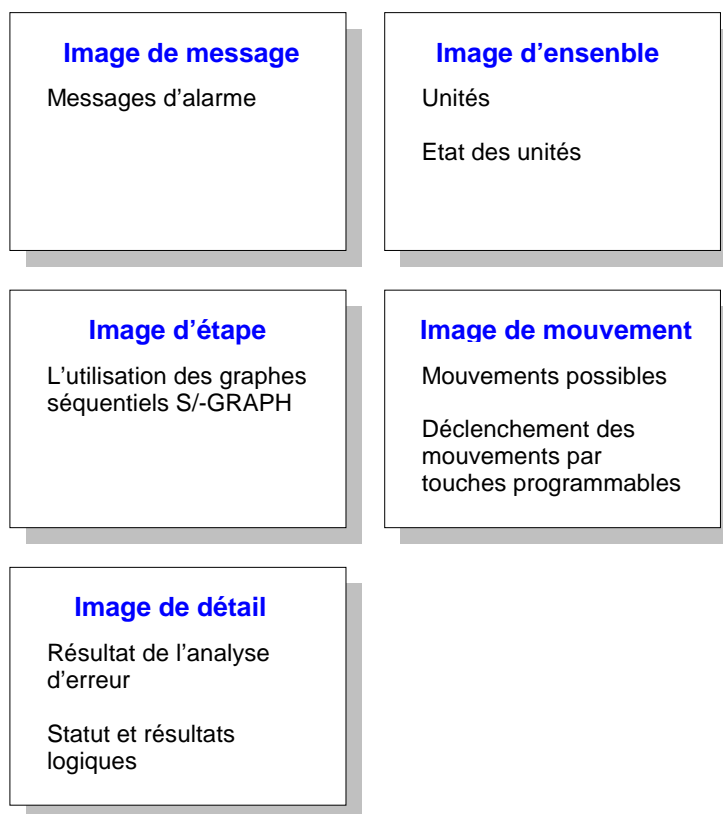 Image de message
Messages d’alarme
Image d’ensenble
Unités
Etat des unités
Image d’étape
L’utilisation des graphes
séquentiels S/-GRAPH
Image de mouvement
Mouvements possibles
Déclenchement des
mouvements par
touches programmables
Image de détail
Résultat de l’analyse
d’erreur
Statut et résultats
logiques